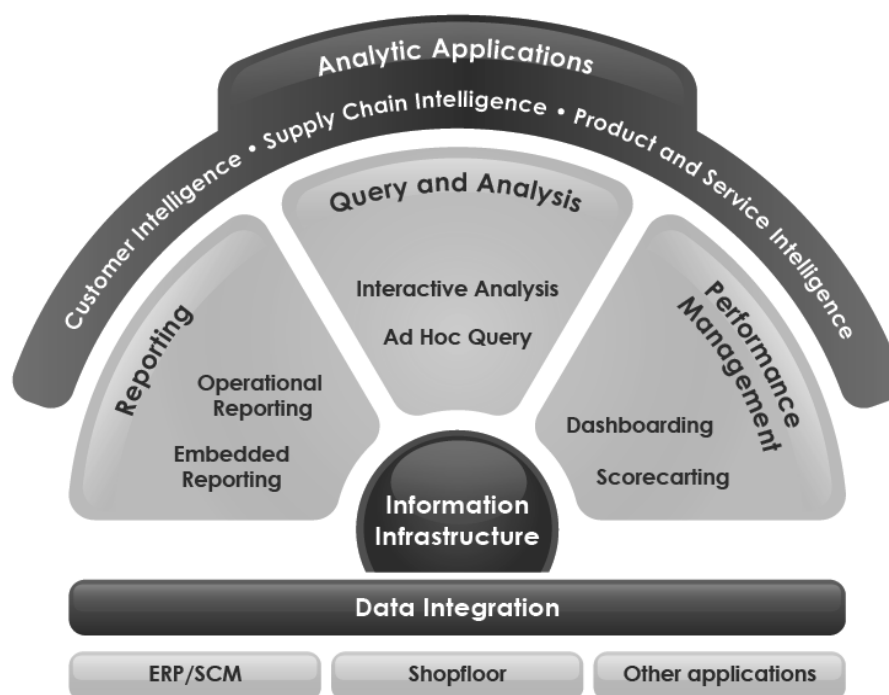 Analytic Applications
Customer Intelligence • Supply Chain Intelligence • Product and Service Intelligence
Query and Analysis
Interactive Analysis
Ad Hoc Query
Reporting
Operational
Reporting
Embedded
Reporting
Performance
Management
Dashboarding
Scorecarting
Information
Infrastructure
Data Integration
ERP/SCM
Shopfloor
Other applications